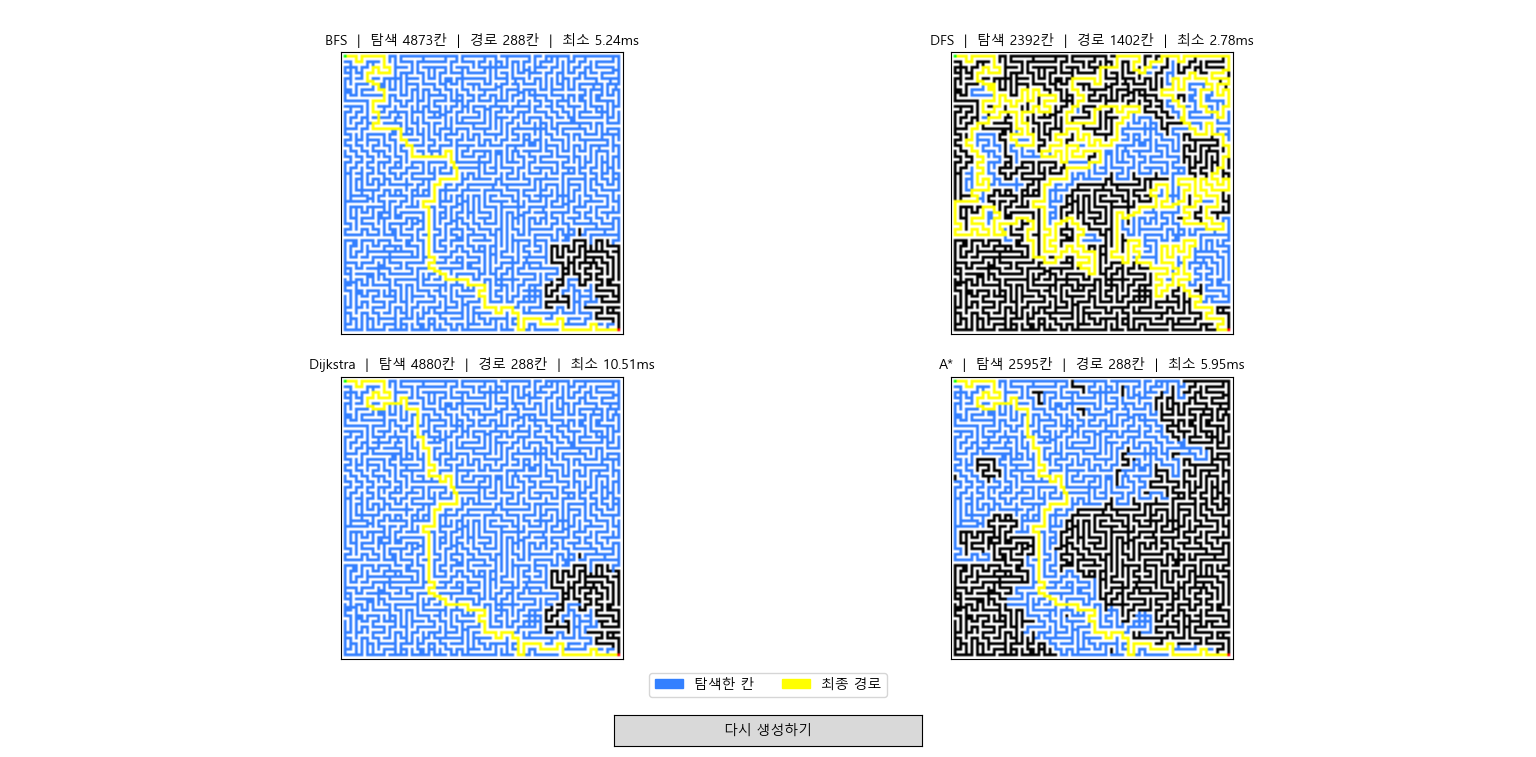 BFS | 탐색 4873칸 | 경로 288칸 | 최소 5.24ms
DFS | 탐색 2392칸 | 경로 1402칸 | 최소 2.78ms
Dijkstra | 탐색 4880칸 | 경로 288칸 | 최소 10.51ms
A* | 탐색 2595칸 | 경로 288칸 | 최소 5.95ms
탐색한 칸
최종 경로
다시 생성하기